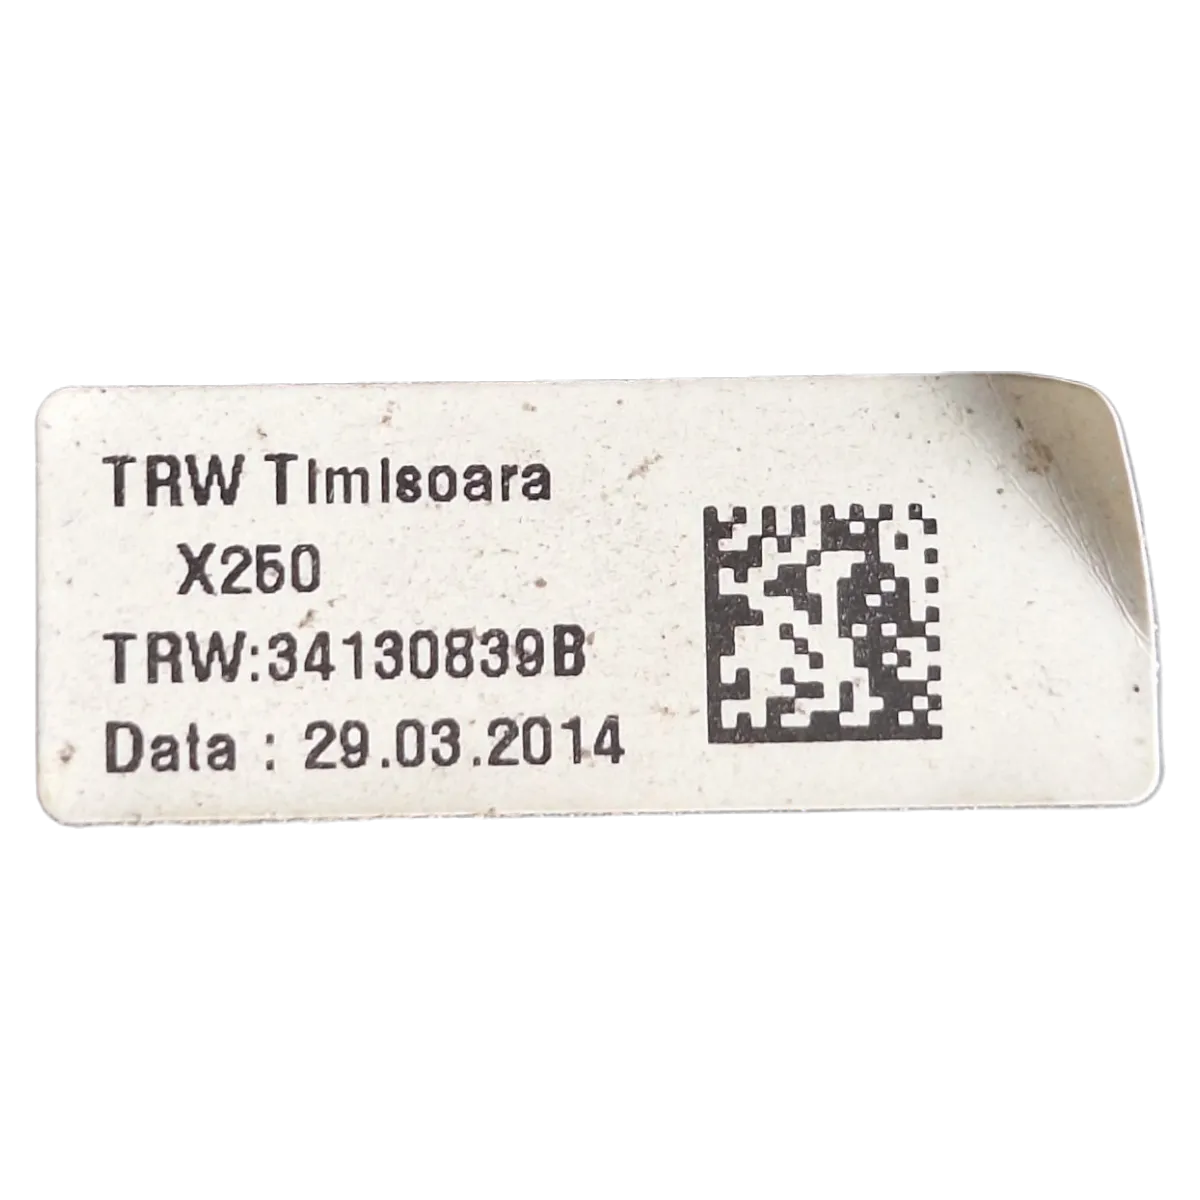 TRW Timisoara
X250
TRW:34130839B
Data : 29.03.2014